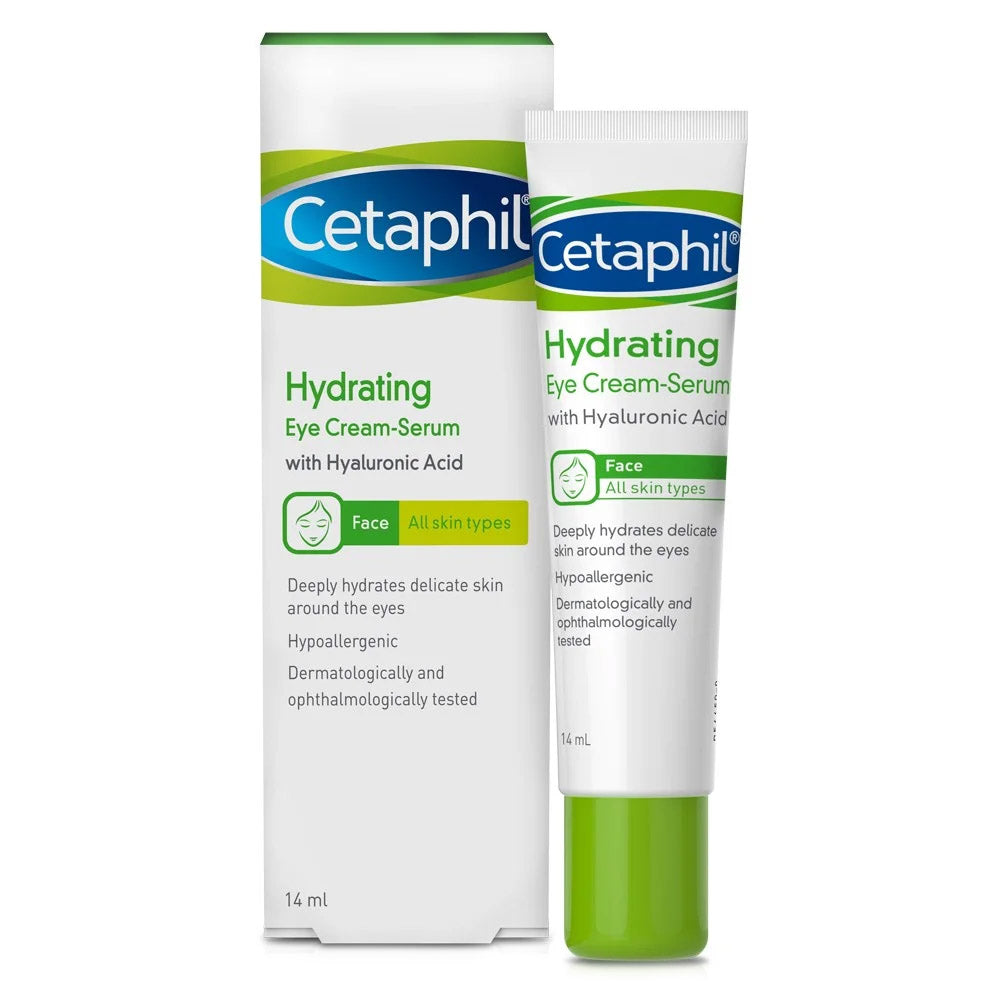 Cetaphil®
Hydrating
Eye Cream-Serum
with Hyaluronic Acid
Face
All skin types
Deeply hydrates delicate skin
around the eyes
Hypoallergenic
Dermatologically and
ophthalmologically tested
14 ml
Cetaphil®
Hydrating
Eye Cream-Serum
with Hyaluronic Acid
Face
All skin types
Deeply hydrates delicate
skin around the eyes
Hypoallergenic
Dermatologically and
ophthalmologically
tested
14 mL